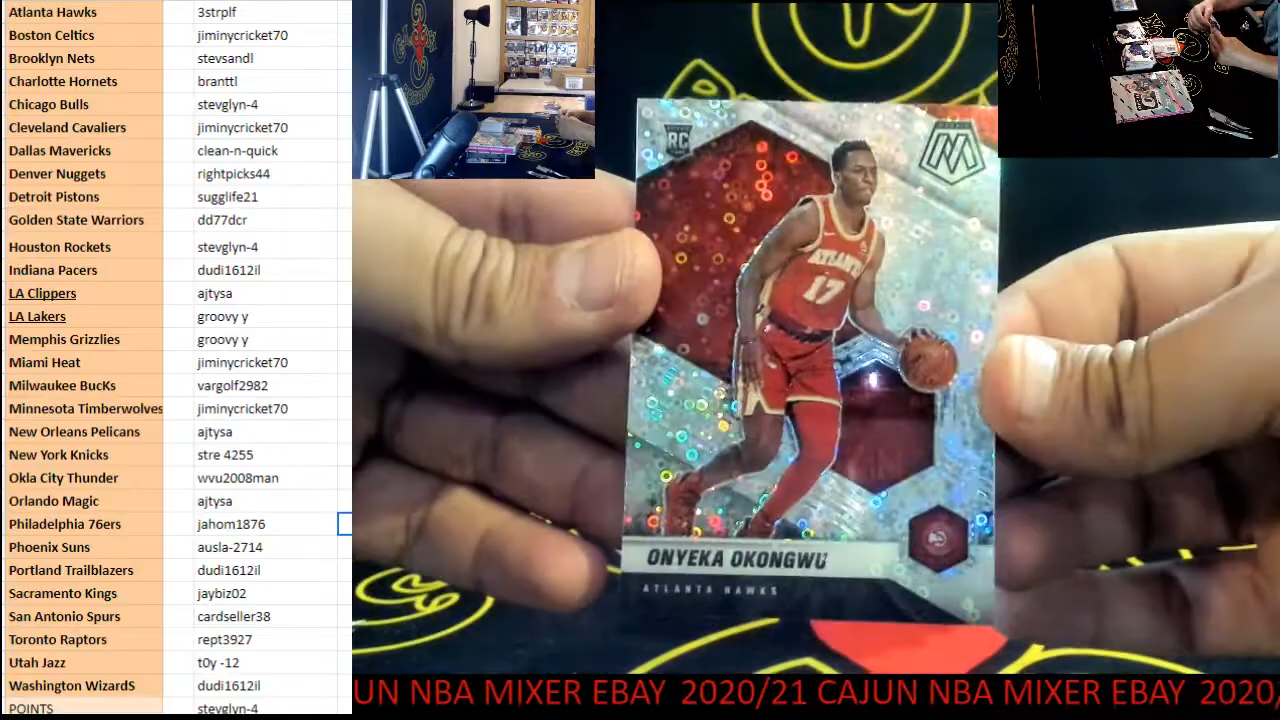 Atlanta Hawks 3strplf
Boston Celtics jiminycricket70
Brooklyn Nets stevsandl
Charlotte Hornets branttl
Chicago Bulls stevglyn-4
Cleveland Cavaliers jiminycricket70
Dallas Mavericks clean-n-quick
Denver Nuggets rightpicks44
Detroit Pistons sugglife21
Golden State Warriors dd77dcr
Houston Rockets stevglyn-4
Indiana Pacers dudi1612il
LA Clippers ajtysa
LA Lakers groovy y
Memphis Grizzlies groovy y
Miami Heat jiminycricket70
Milwaukee BucKs vargolf2982
Minnesota Timberwolves jiminycricket70
New Orleans Pelicans ajtysa
New York Knicks stre 4255
Okla City Thunder wvu2008man
Orlando Magic ajtysa
Philadelphia 76ers jahom1876
Phoenix Suns ausla-2714
Portland Trailblazers dudi1612il
Sacramento Kings jaybiz02
San Antonio Spurs cardseller38
Toronto Raptors rept3927
Utah Jazz t0y -12
Washington WizardS dudi1612il
POINTS stevglyn-4
RC
ATLANTA
17
ONYEKA OKONGWU
ATLANTA HAWKS
UN NBA MIXER EBAY 2020/21 CAJUN NBA MIXER EBAY 2020/